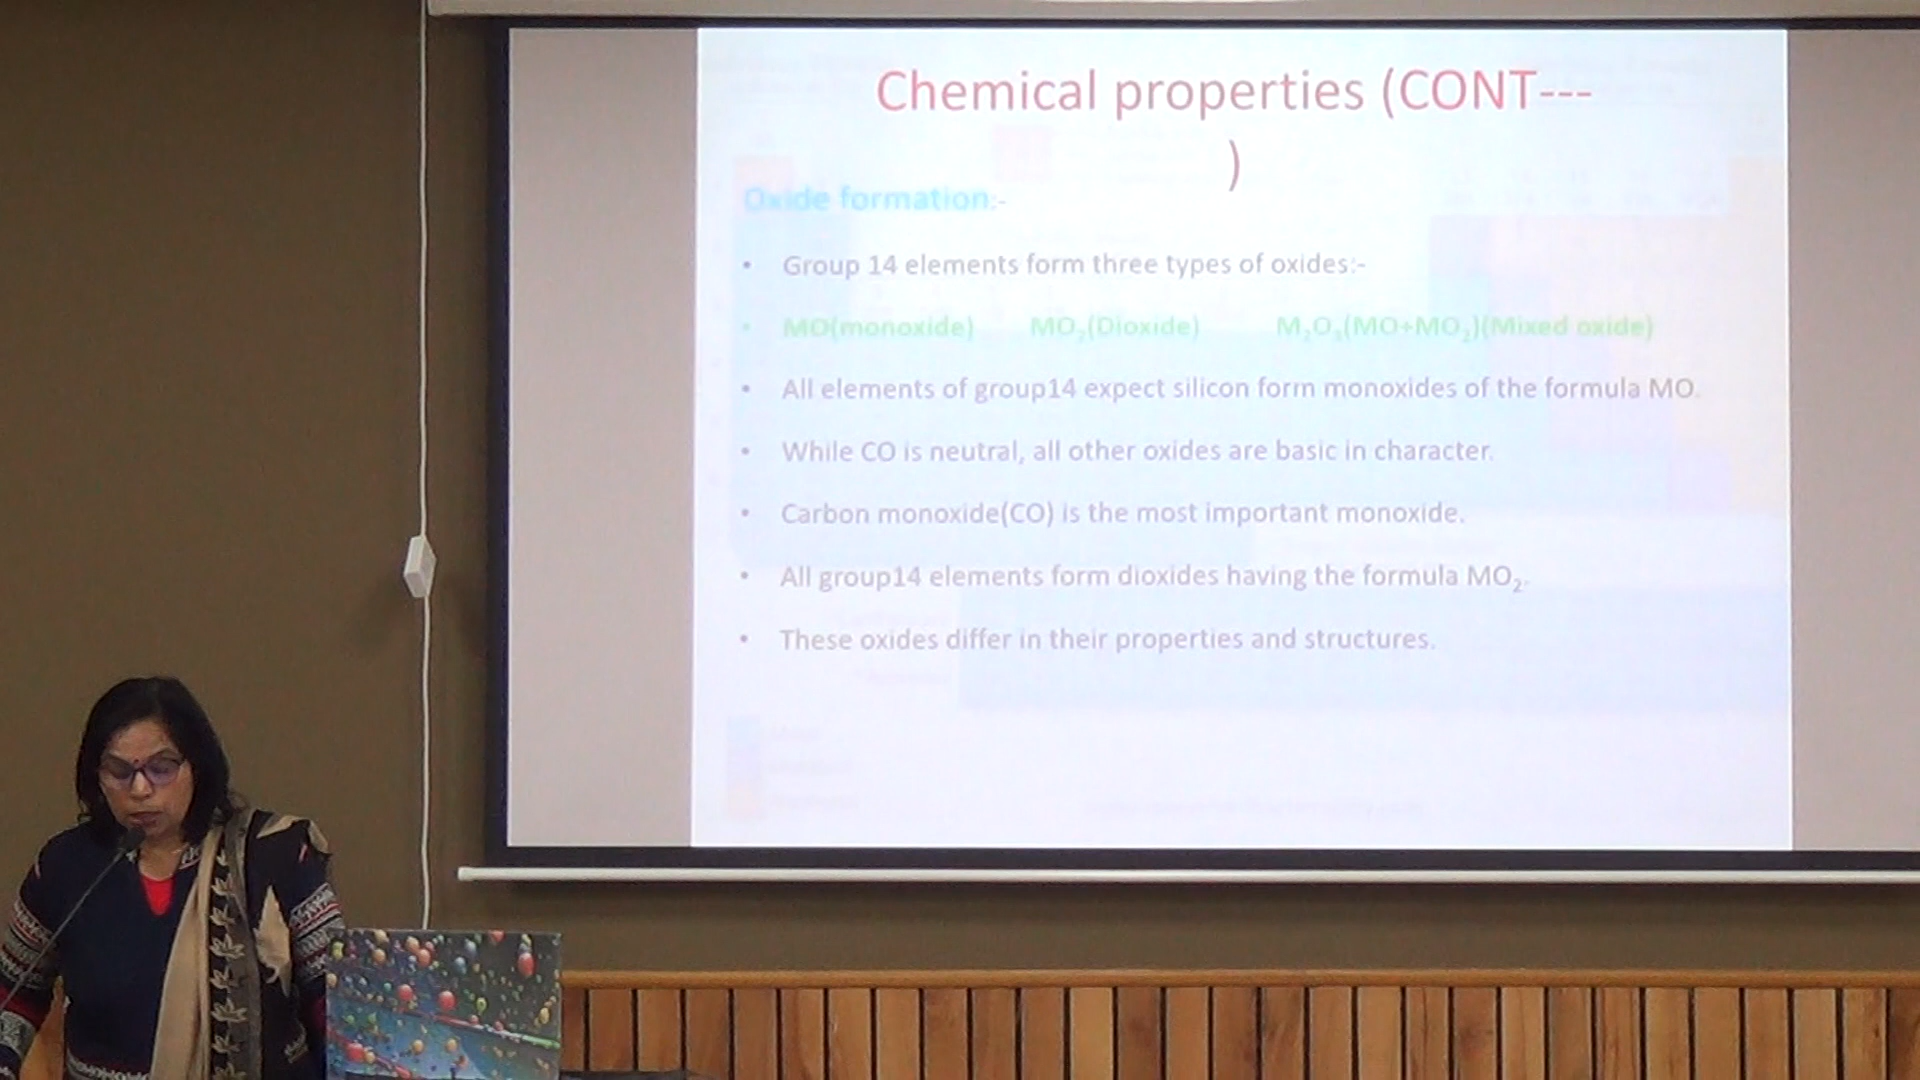 Chemical properties (CONT---
)
Oxide formation:-
• Group 14 elements form three types of oxides:-
• MO(monoxide) MO₂(Dioxide) M₂O₃(MO+MO₂)(Mixed oxide)
• All elements of group14 expect silicon form monoxides of the formula MO.
• While CO is neutral, all other oxides are basic in character.
• Carbon monoxide(CO) is the most important monoxide.
• All group14 elements form dioxides having the formula MO₂.
• These oxides differ in their properties and structures.